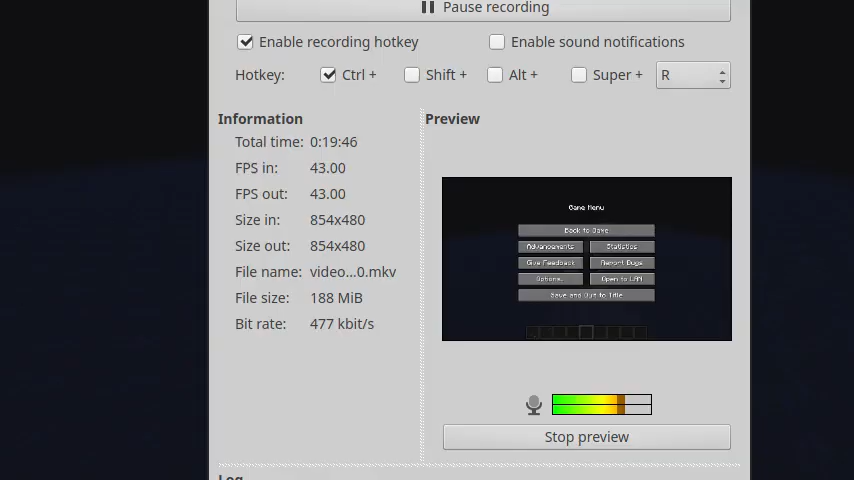 Pause recording
Enable recording hotkey
Enable sound notifications
Hotkey: Ctrl + Shift + Alt + Super + R
Information
Total time: 0:19:46
FPS in: 43.00
FPS out: 43.00
Size in: 854x480
Size out: 854x480
File name: video...0.mkv
File size: 188 MiB
Bit rate: 477 kbit/s
Preview
Game Menu
Back to Game
Advancements Statistics
Give Feedback Report Bugs
Options... Open to LAN
Save and Quit to Title
Stop preview
Log